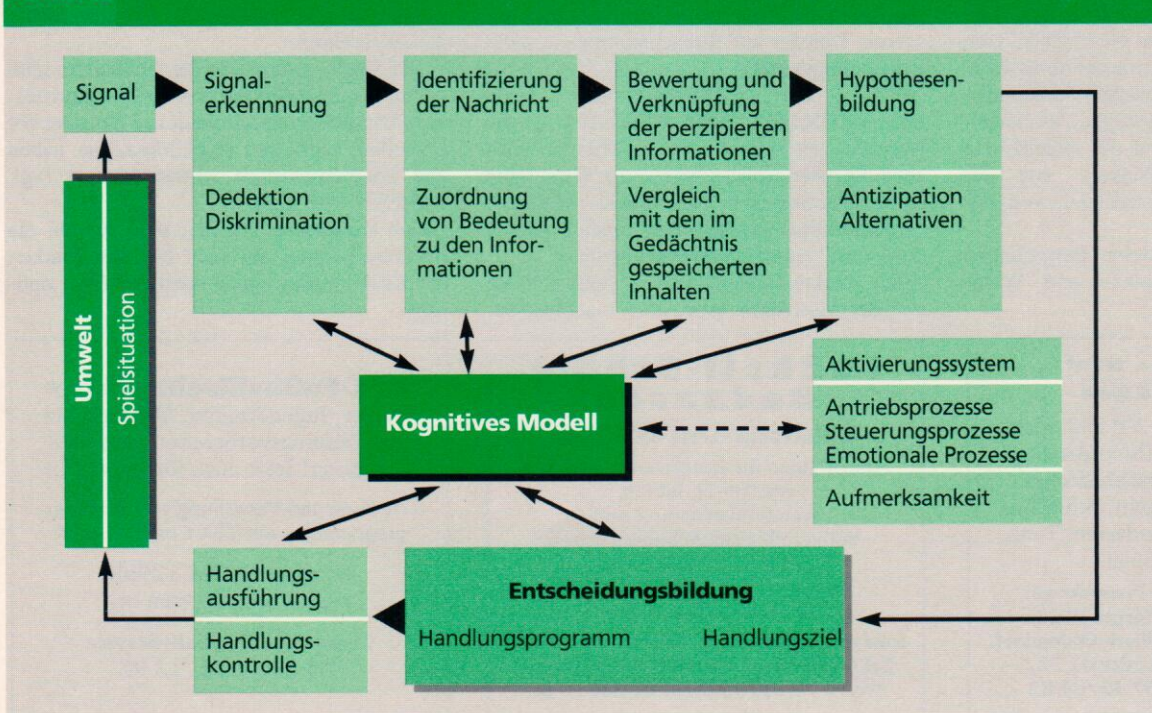 Signal
Signal-
erkennnung
Dedektion
Diskrimination
Identifizierung
der Nachricht
Zuordnung
von Bedeutung
zu den Infor-
mationen
Bewertung und
Verknüpfung
der perzipierten
Informationen
Vergleich
mit den im
Gedächtnis
gespeicherten
Inhalten
Hypothesen-
bildung
Antizipation
Alternativen
Umwelt
Spielsituation
Kognitives Modell
Aktivierungssystem
Antriebsprozesse
Steuerungsprozesse
Emotionale Prozesse
Aufmerksamkeit
Handlungs-
ausführung
Handlungs-
kontrolle
Entscheidungsbildung
Handlungsprogramm Handlungsziel